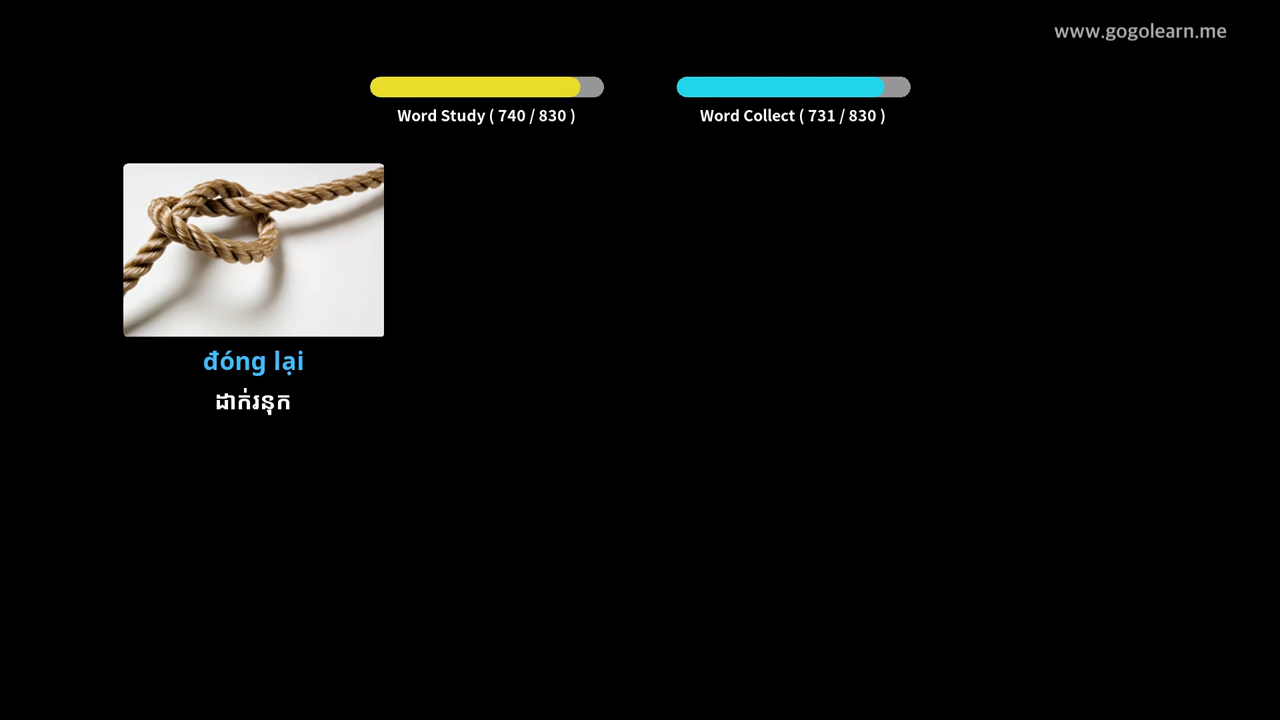 www.gogolearn.me
Word Study ( 740 / 830 )
Word Collect ( 731 / 830 )
đóng lại
ដាក់រនុក